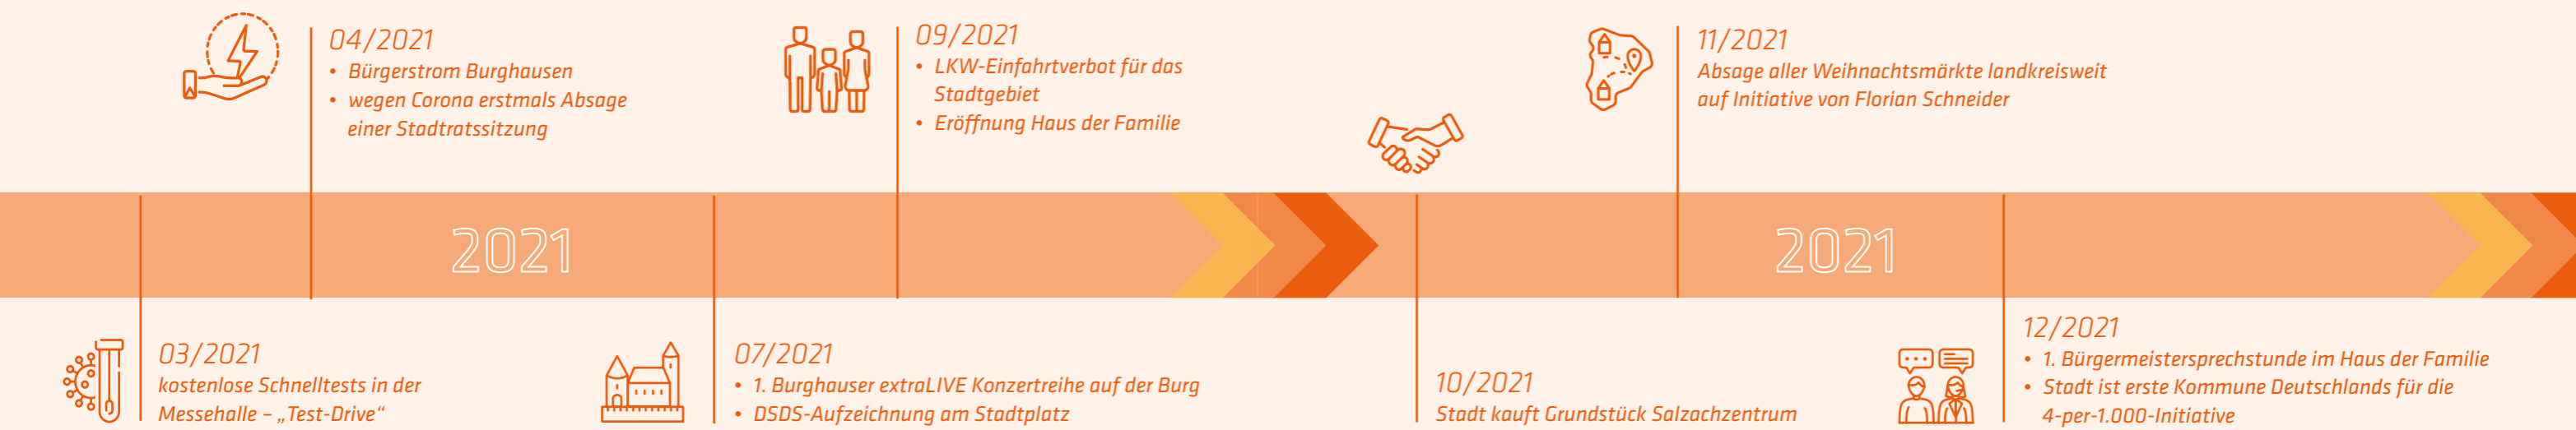 03/2021
kostenlose Schnelltests in der
Messehalle – „Test-Drive“
04/2021
• Bürgerstrom Burghausen
• wegen Corona erstmals Absage
einer Stadtratssitzung
2021
07/2021
• 1. Burghauser extraLIVE Konzertreihe auf der Burg
• DSDS-Aufzeichnung am Stadtplatz
09/2021
• LKW-Einfahrtverbot für das
Stadtgebiet
• Eröffnung Haus der Familie
10/2021
Stadt kauft Grundstück Salzachzentrum
11/2021
Absage aller Weihnachtsmärkte landkreisweit
auf Initiative von Florian Schneider
2021
12/2021
• 1. Bürgermeistersprechstunde im Haus der Familie
• Stadt ist erste Kommune Deutschlands für die
4-per-1.000-Initiative